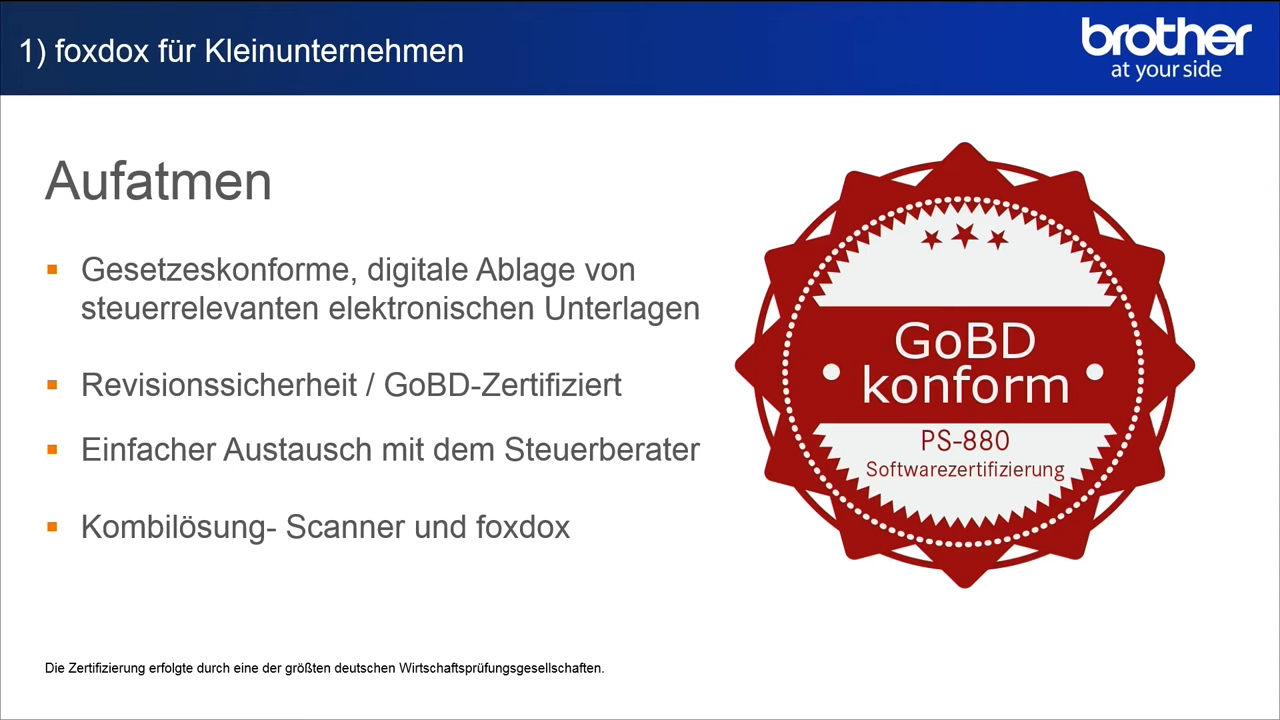 1) foxdox für Kleinunternehmen
brother
at your side
Aufatmen
Gesetzeskonforme, digitale Ablage von
steuerrelevanten elektronischen Unterlagen
Revisionssicherheit / GoBD-Zertifiziert
Einfacher Austausch mit dem Steuerberater
Kombilösung- Scanner und foxdox
GoBD
konform
PS-880
Softwarezertifizierung
Die Zertifizierung erfolgte durch eine der größten deutschen Wirtschaftsprüfungsgesellschaften.